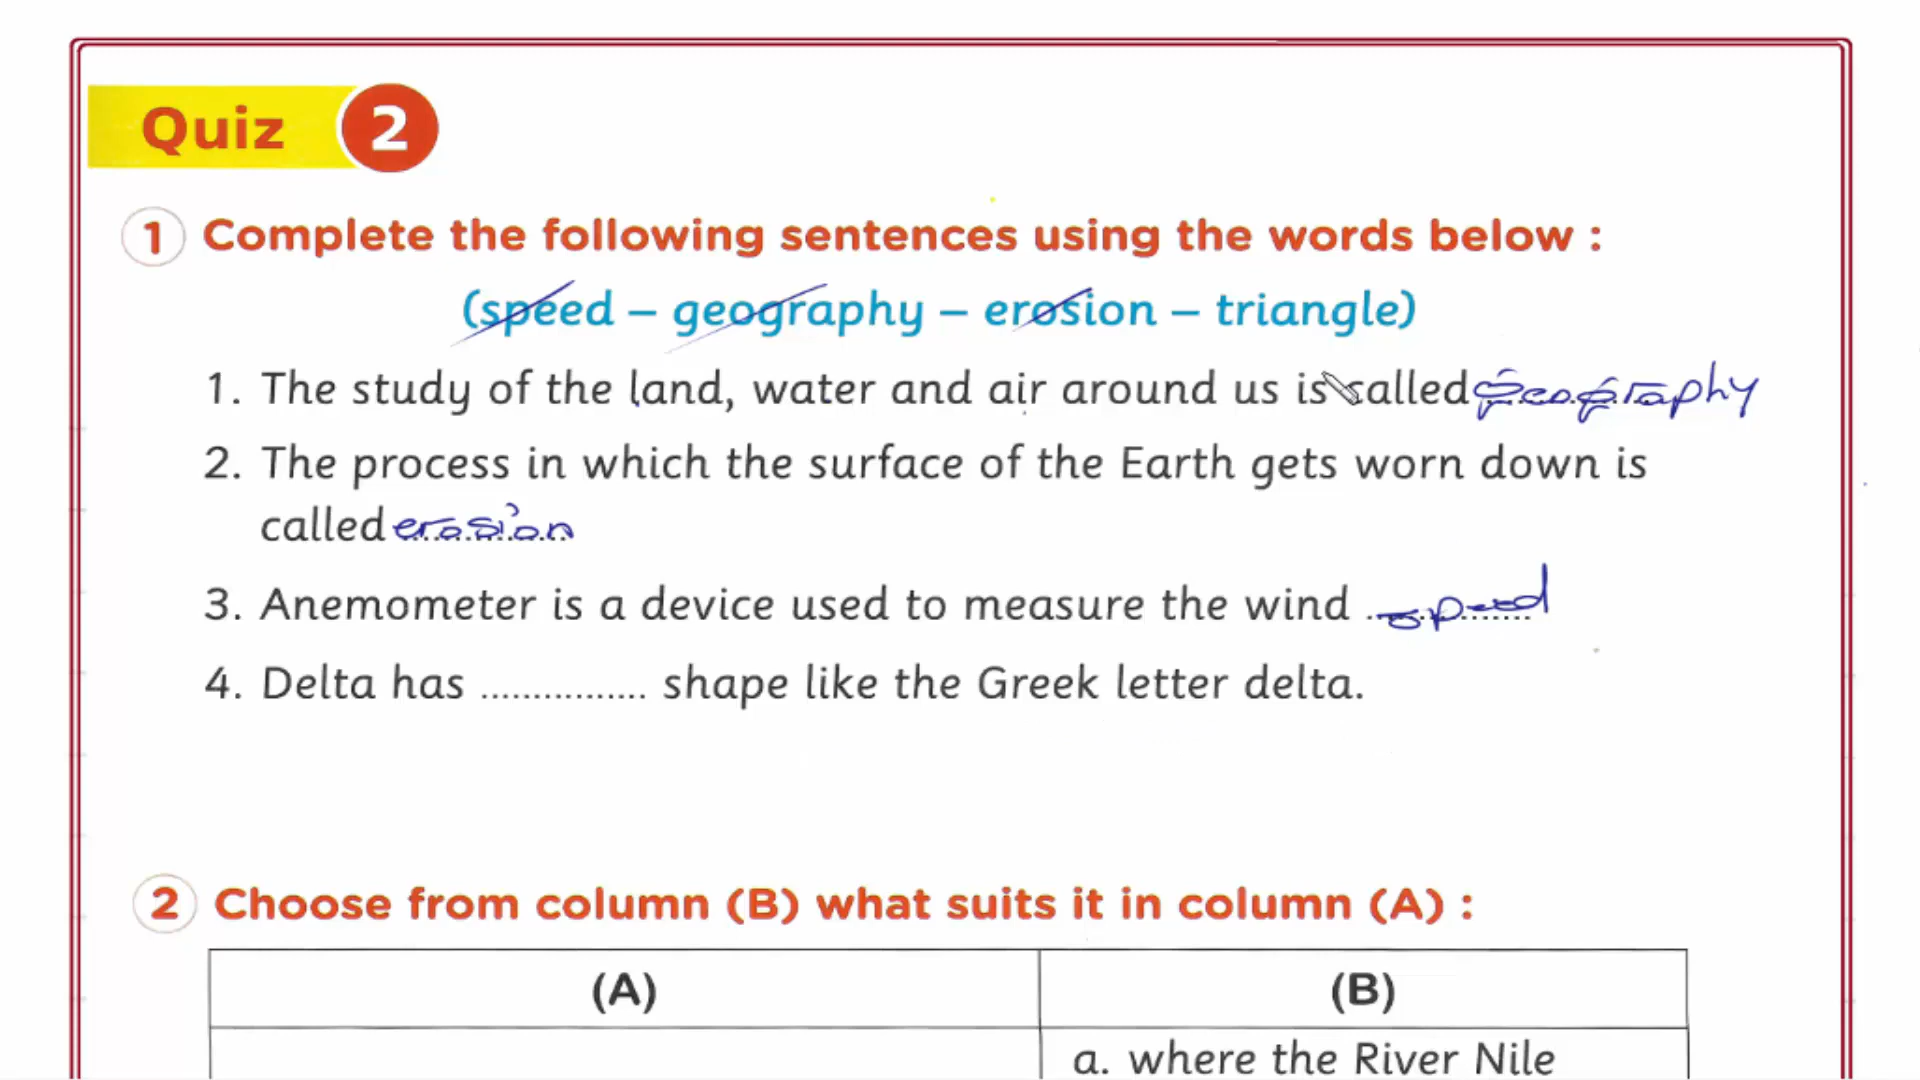 Quiz 2
1 Complete the following sentences using the words below :
(speed – geography – erosion – triangle)
1. The study of the land, water and air around us is called geography
2. The process in which the surface of the Earth gets worn down is
called erosion
3. Anemometer is a device used to measure the wind speed
4. Delta has ................ shape like the Greek letter delta.
2 Choose from column (B) what suits it in column (A) :
(A) (B)
a. where the River Nile